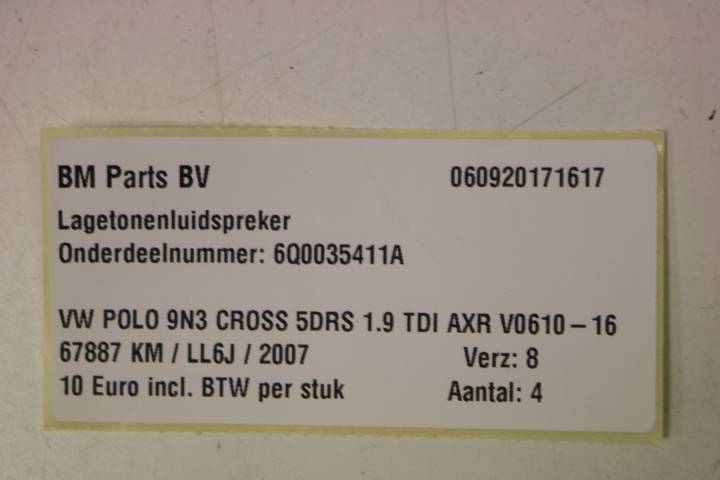 BM Parts BV 060920171617
Lagetonenluidspreker
Onderdeelnummer: 6Q0035411A
VW POLO 9N3 CROSS 5DRS 1.9 TDI AXR V0610-16
67887 KM / LL6J / 2007 Verz: 8
10 Euro incl. BTW per stuk Aantal: 4